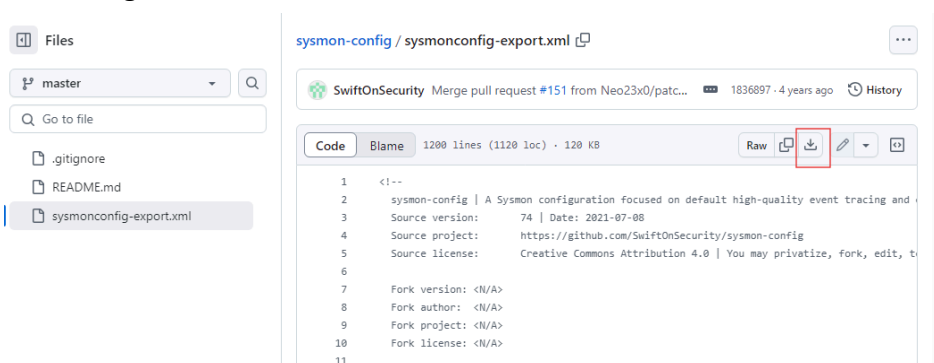 Files
master
Go to file
.gitignore
README.md
sysmonconfig-export.xml
sysmon-config / sysmonconfig-export.xml
SwiftOnSecurity Merge pull request #151 from Neo23x0/patc... 1836897 · 4 years ago History
Code Blame 1200 lines (1120 loc) · 120 KB Raw
1 <!--
2 sysmon-config | A Sysmon configuration focused on default high-quality event tracing and
3 Source version: 74 | Date: 2021-07-08
4 Source project: https://github.com/SwiftOnSecurity/sysmon-config
5 Source license: Creative Commons Attribution 4.0 | You may privatize, fork, edit, t
6
7 Fork version: <N/A>
8 Fork author: <N/A>
9 Fork project: <N/A>
10 Fork license: <N/A>
11